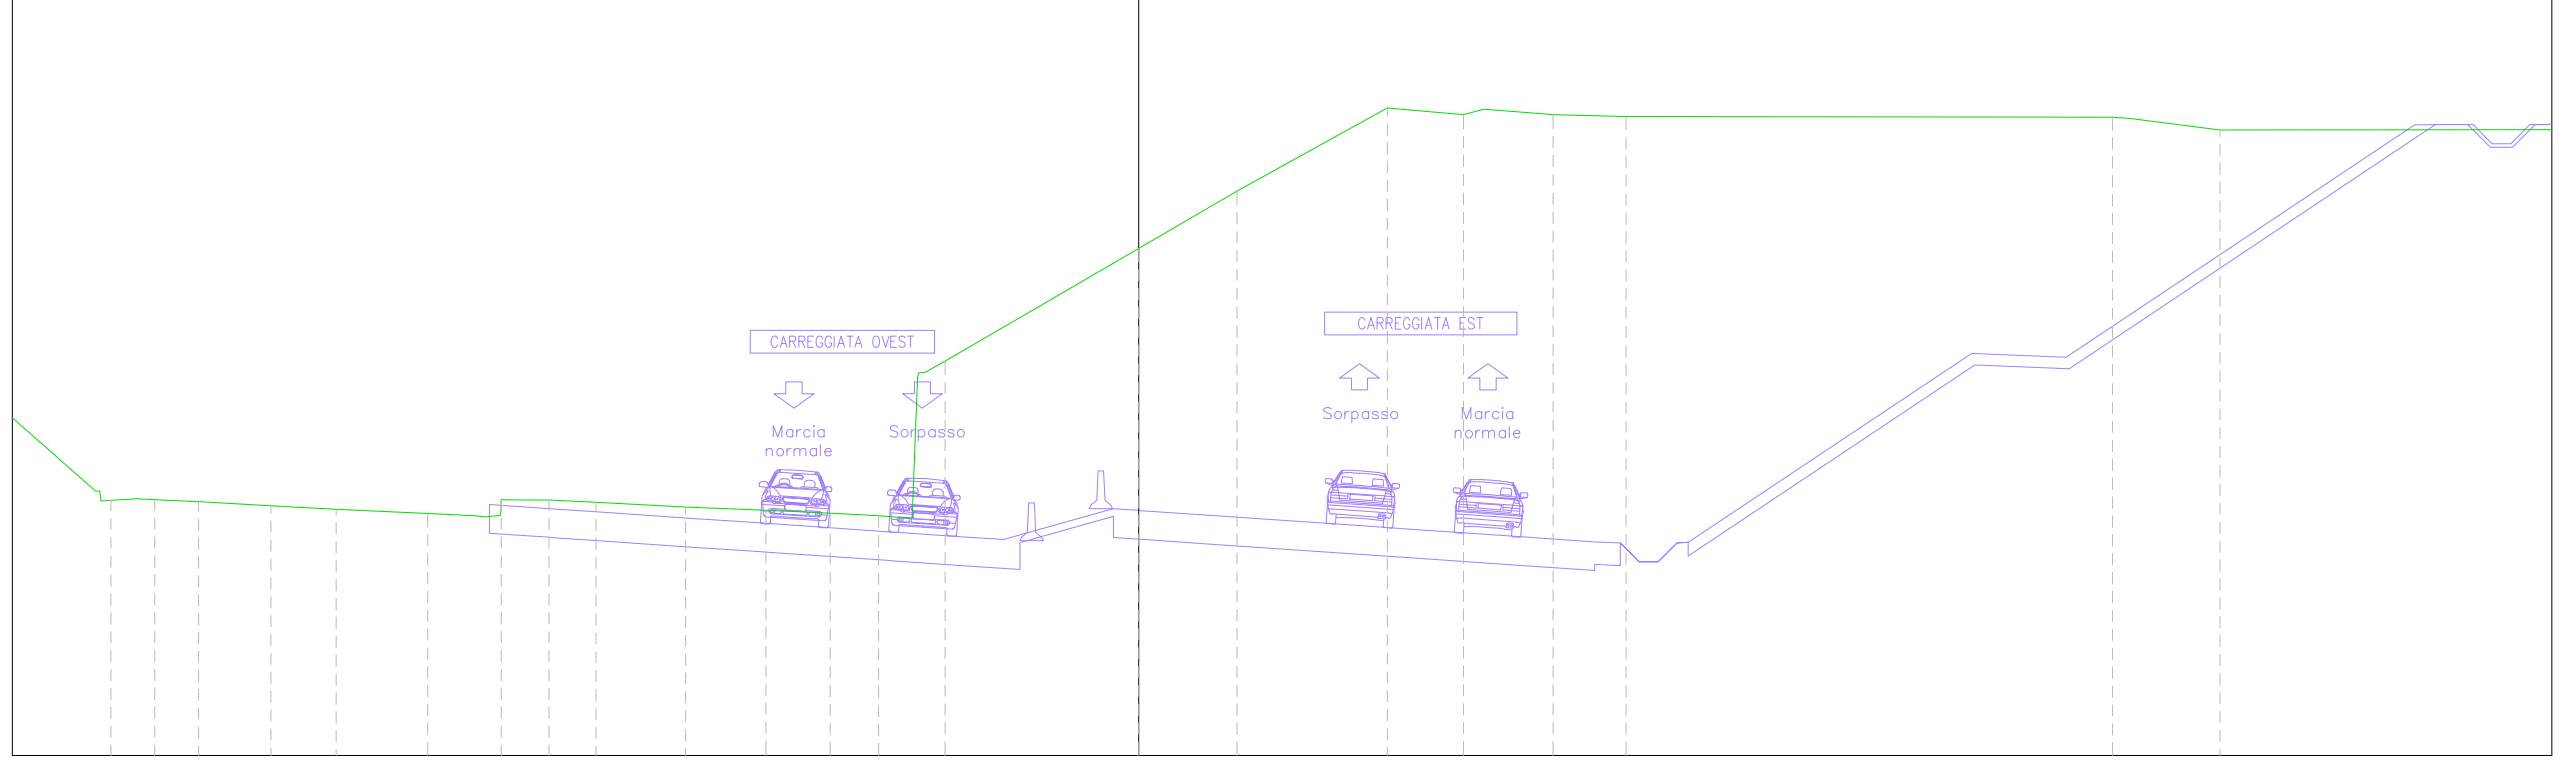 CARREGGIATA OVEST
Marcia
normale
Sorpasso
CARREGGIATA EST
Sorpasso
Marcia
normale